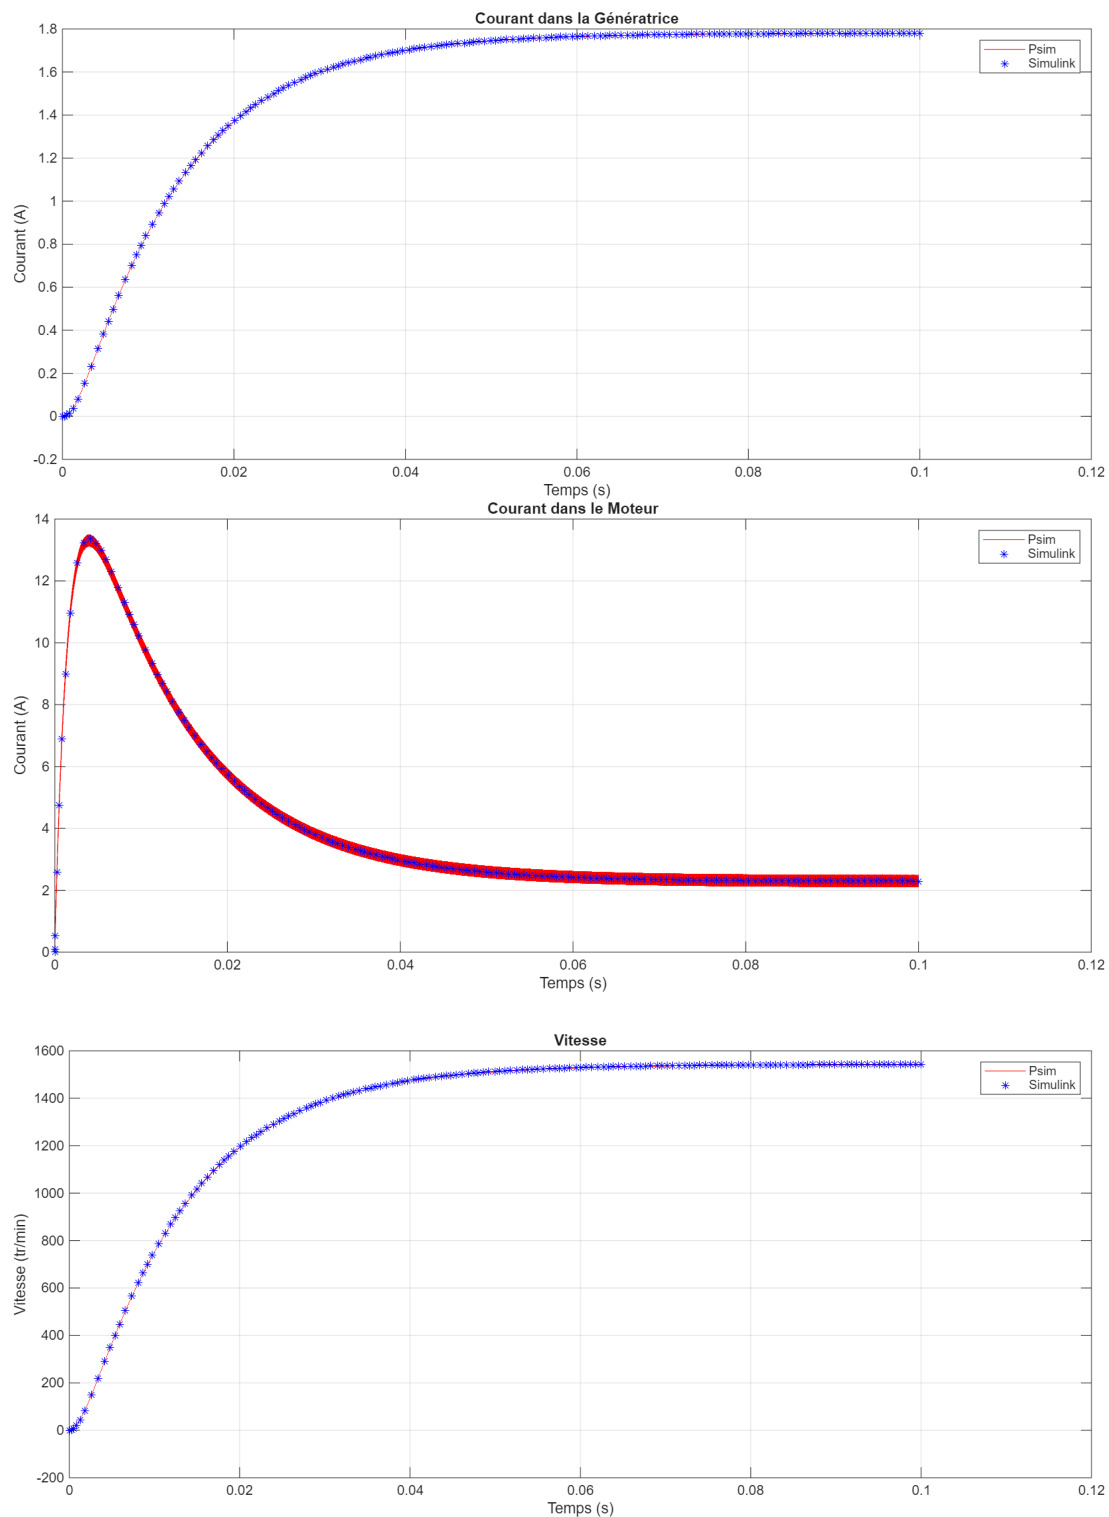 Courant dans la Génératrice
1.8
1.6
1.4
1.2
1
0.8
0.6
0.4
0.2
0
-0.2
Courant (A)
Psim
Simulink
0 0.02 0.04 0.06 0.08 0.1 0.12
Temps (s)
Courant dans le Moteur
14
12
10
8
6
4
2
0
Courant (A)
Psim
Simulink
0 0.02 0.04 0.06 0.08 0.1 0.12
Temps (s)
Vitesse
1600
1400
1200
1000
800
600
400
200
0
-200
Vitesse (tr/min)
Psim
Simulink
0 0.02 0.04 0.06 0.08 0.1 0.12
Temps (s)